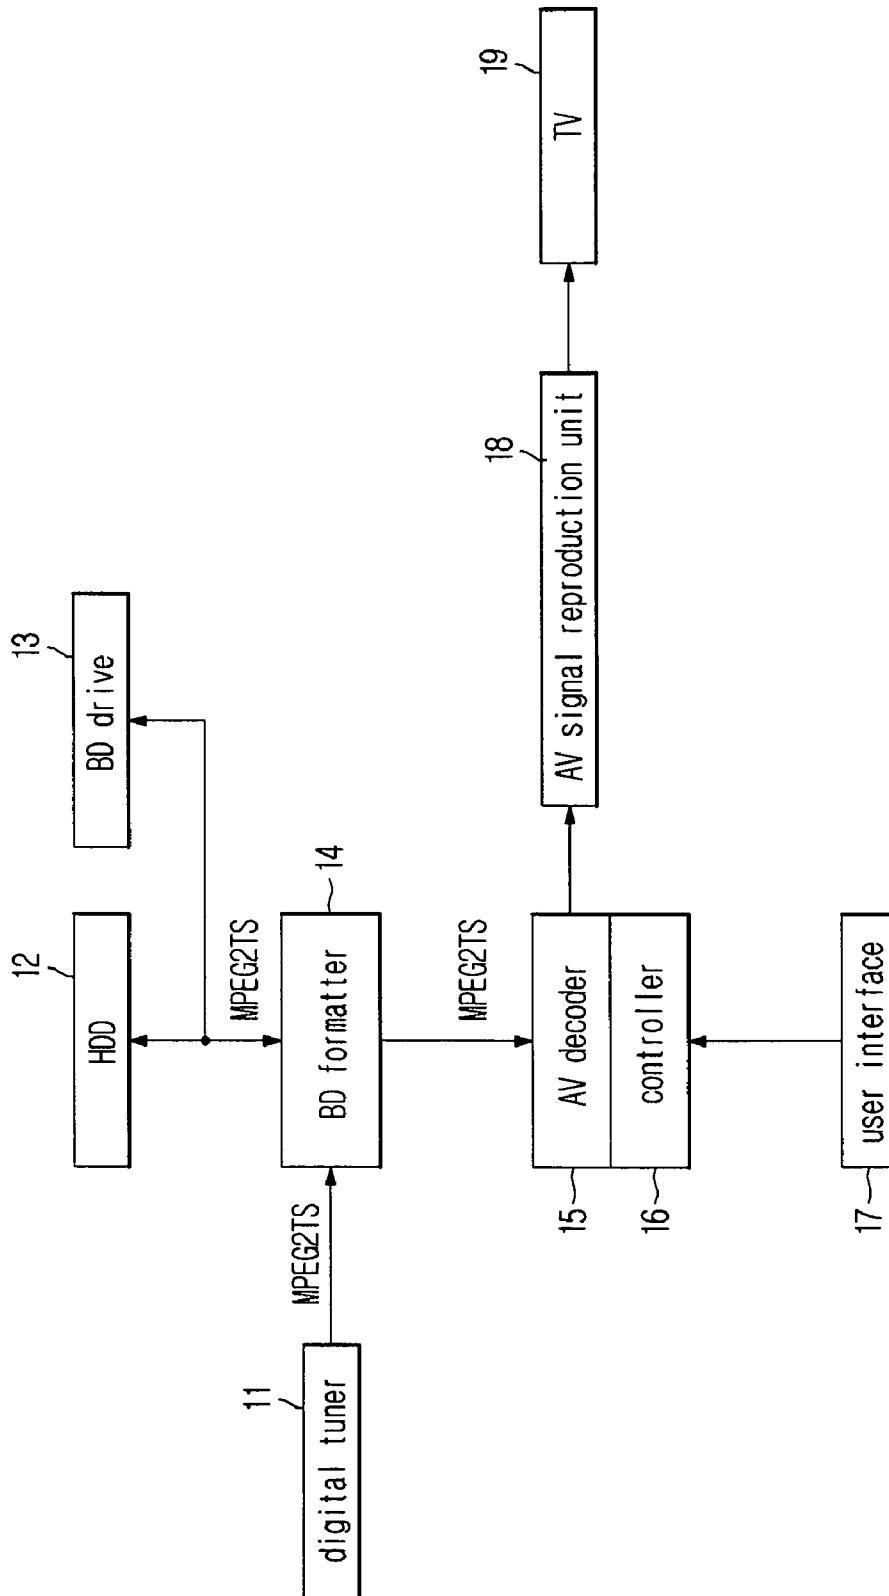 11
digital tuner
MPEG2TS
12
HDD
13
BD drive
MPEG2TS
14
BD formatter
MPEG2TS
15
AV decoder
16
controller
17
user interface
18
AV signal reproduction unit
19
TV